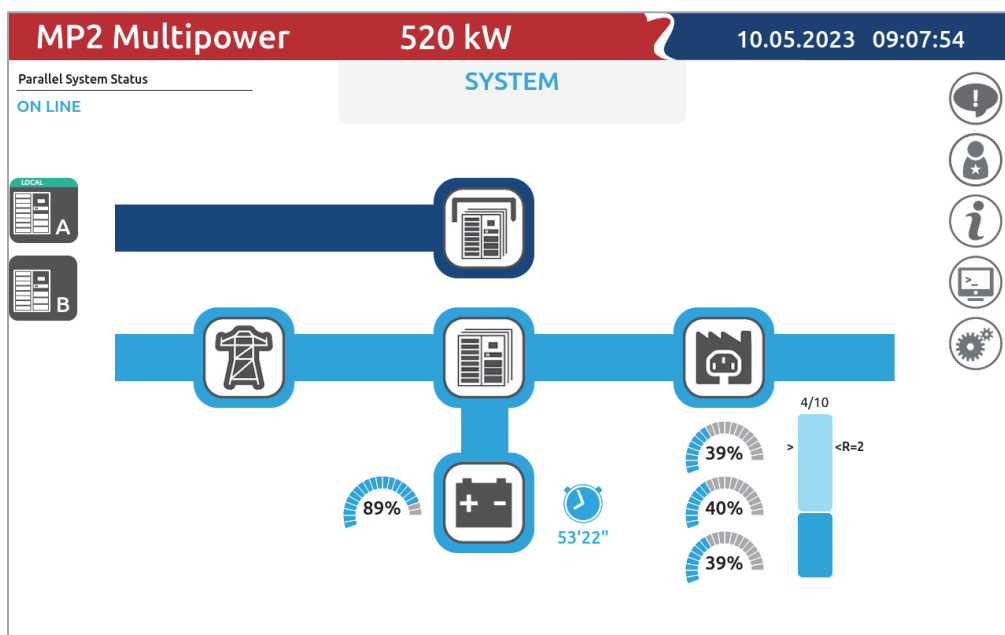 MP2 Multipower 520 kW 10.05.2023 09:07:54
Parallel System Status
SYSTEM
ON LINE
LOCAL
A
B
4/10
39%
> <R=2
89%
40%
53'22"
39%